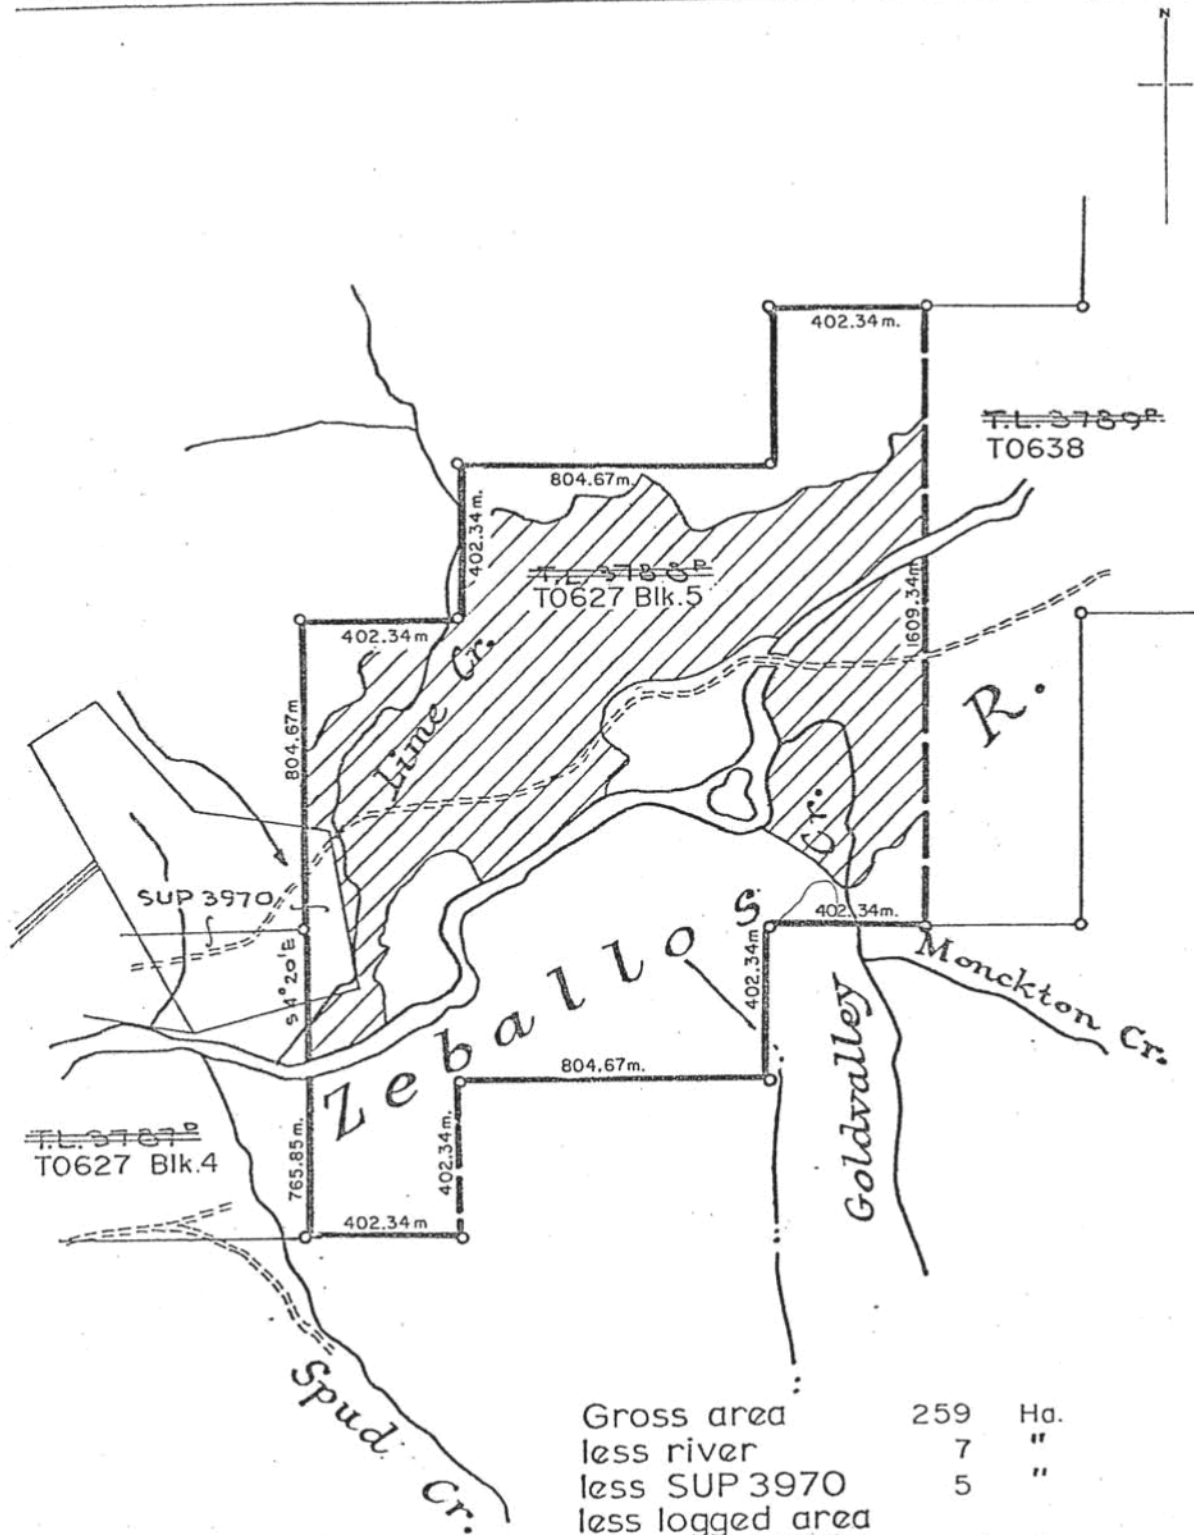 N
402.34m.
T.L. 3789P
T0638
804.67m.
402.34m.
T.L. 3788P
T0627 Blk.5
1609.34m
402.34m
Lime Cr.
804.67m
R.
Cr.
SUP 3970
S 4° 20' E
402.34m.
402.34m.
Monckton Cr.
Zeballos
Goldvalley
804.67m.
T.L. 3787P
T0627 Blk.4
765.85m.
402.34m.
402.34m
Spud Cr.
Gross area 259 Ha.
less river 7 "
less SUP 3970 5 "
less logged area